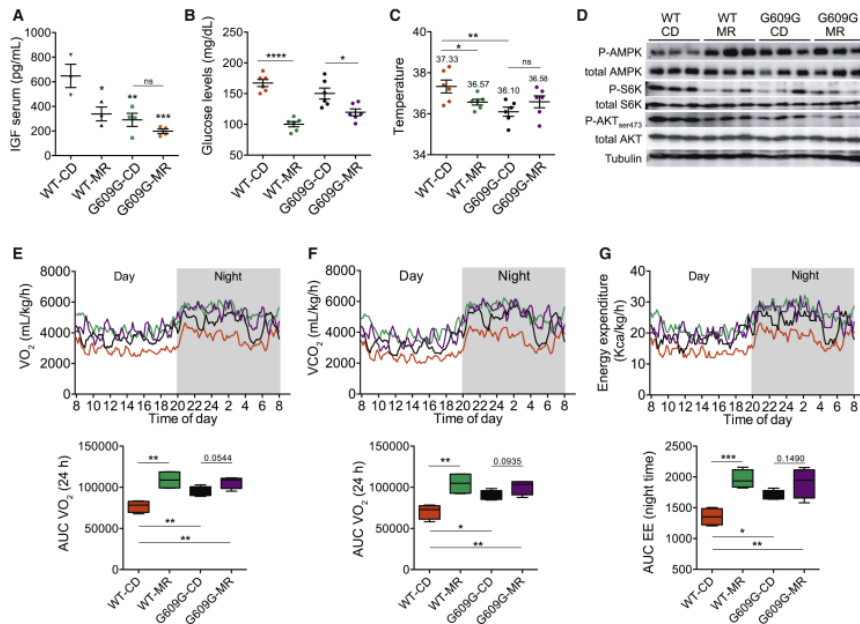 A
IGF serum (pg/mL)
1000
800
600
400
200
0
*
**
ns
***
WT-CD
WT-MR
G609G-CD
G609G-MR
B
Glucose levels (mg/dL)
250
200
150
100
50
****
*
WT-CD
WT-MR
G609G-CD
G609G-MR
C
Temperature
40
38
36
34
**
*
ns
37.33
36.57
36.10
36.58
WT-CD
WT-MR
G609G-CD
G609G-MR
D
WT WT G609G G609G
CD MR CD MR
P-AMPK
total AMPK
P-S6K
total S6K
P-AKTser473
total AKT
Tubulin
E
VO2 (mL/kg/h)
8000
6000
4000
2000
0
Day Night
8 10 12 14 16 18 20 22 24 2 4 6 8
Time of day
AUC VO2 (24 h)
150000
100000
50000
0
**
0.0544
**
**
WT-CD
WT-MR
G609G-CD
G609G-MR
F
VCO2 (mL/kg/h)
8000
6000
4000
2000
0
Day Night
8 10 12 14 16 18 20 22 24 2 4 6 8
Time of day
AUC VO2 (24 h)
150000
100000
50000
0
**
0.0935
*
**
WT-CD
WT-MR
G609G-CD
G609G-MR
G
Energy expenditure
(Kca/kg/h)
40
30
20
10
0
Day Night
8 10 12 14 16 18 20 22 24 2 4 6 8
Time of day
AUC EE (night time)
2500
2000
1500
1000
500
***
0.1490
*
**
WT-CD
WT-MR
G609G-CD
G609G-MR